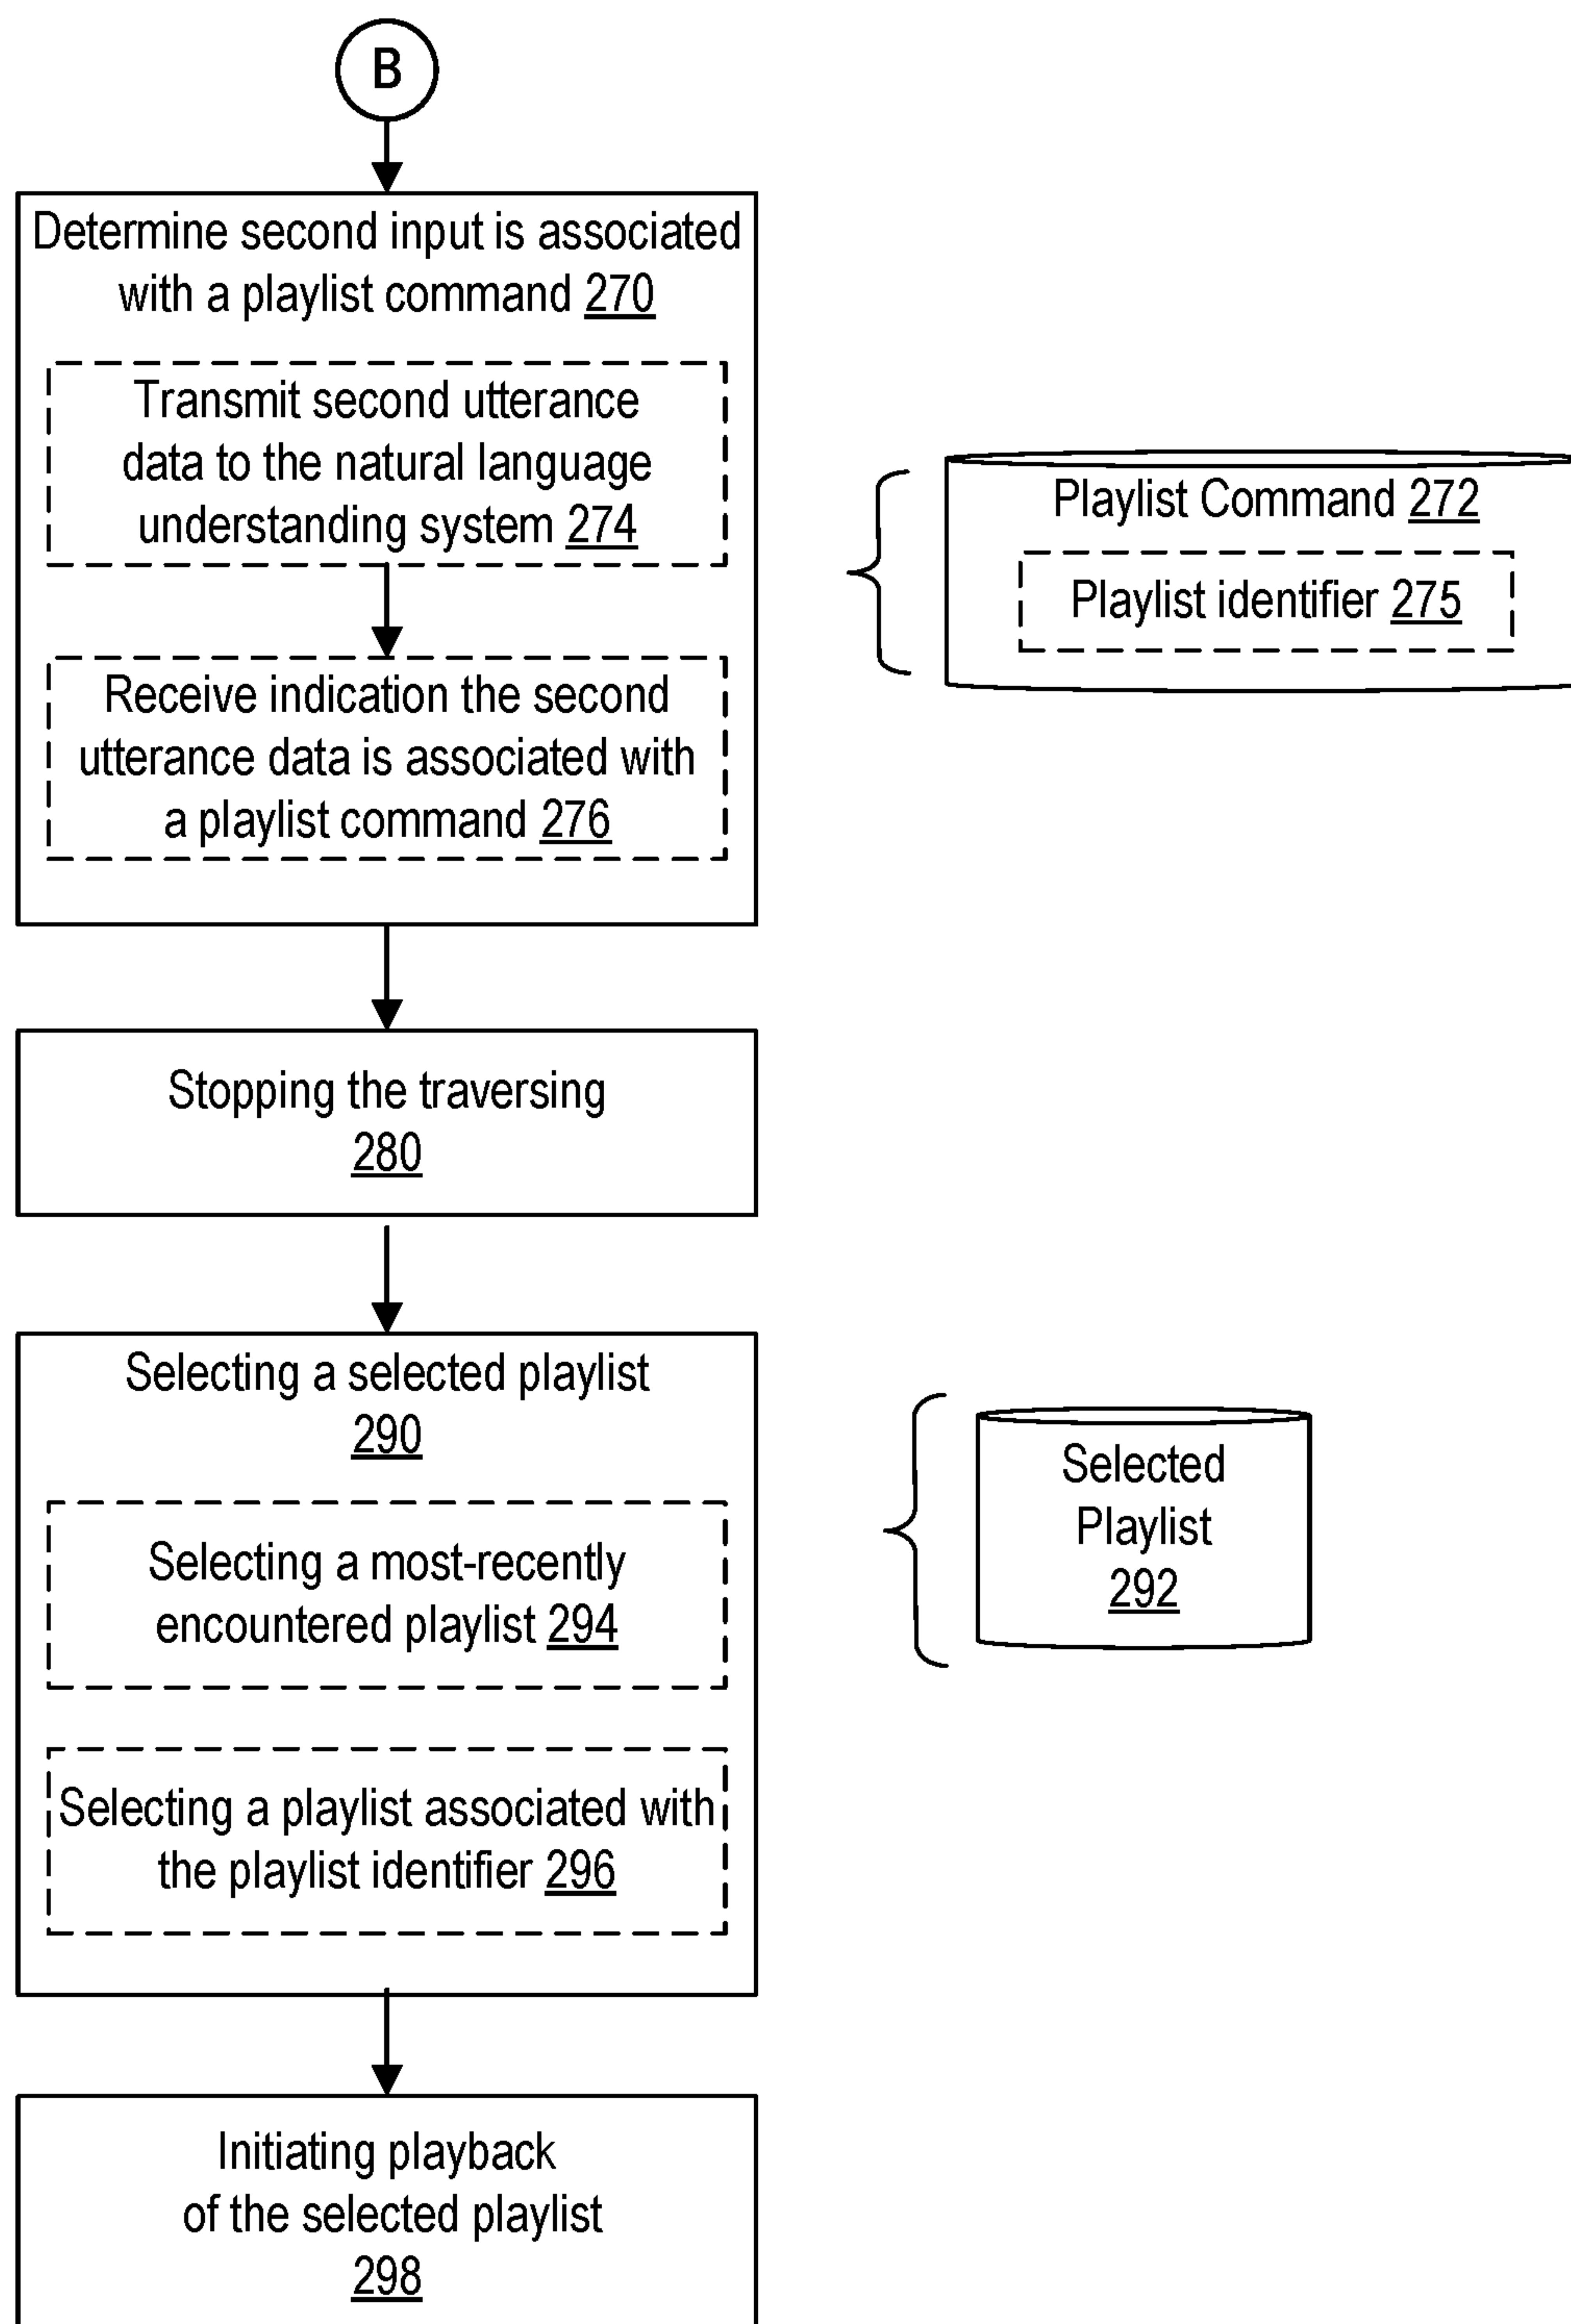 B
Determine second input is associated
with a playlist command 270
Transmit second utterance
data to the natural language
understanding system 274
Receive indication the second
utterance data is associated with
a playlist command 276
Playlist Command 272
Playlist identifier 275
Stopping the traversing
280
Selecting a selected playlist
290
Selecting a most-recently
encountered playlist 294
Selecting a playlist associated with
the playlist identifier 296
Selected
Playlist
292
Initiating playback
of the selected playlist
298